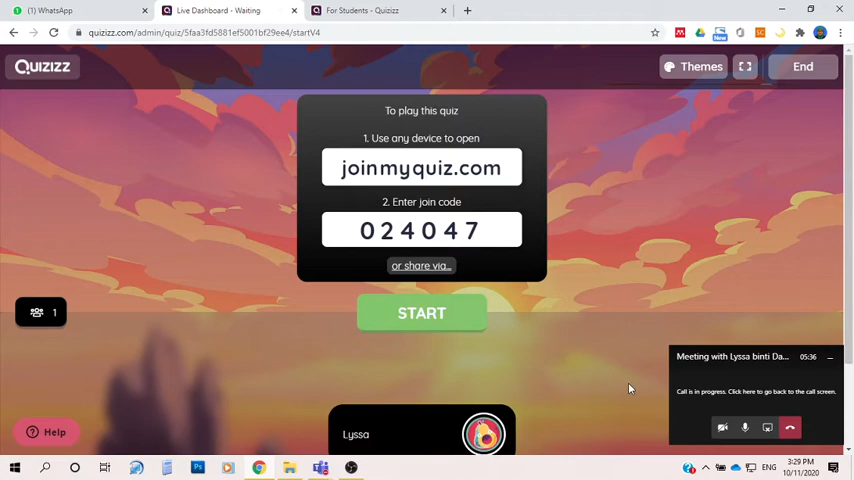 (1) WhatsApp
Live Dashboard - Waiting
For Students - Quizizz
quizizz.com/admin/quiz/5faa3fd5881ef5001bf29ee4/startV4
New
SC
Quizizz
Themes
End
To play this quiz
1. Use any device to open
joinmyquiz.com
2. Enter join code
024047
or share via...
START
1
Meeting with Lyssa binti Da...
05:36
Call is in progress. Click here to go back to the call screen.
Lyssa
Help
ENG
3:29 PM
10/11/2020